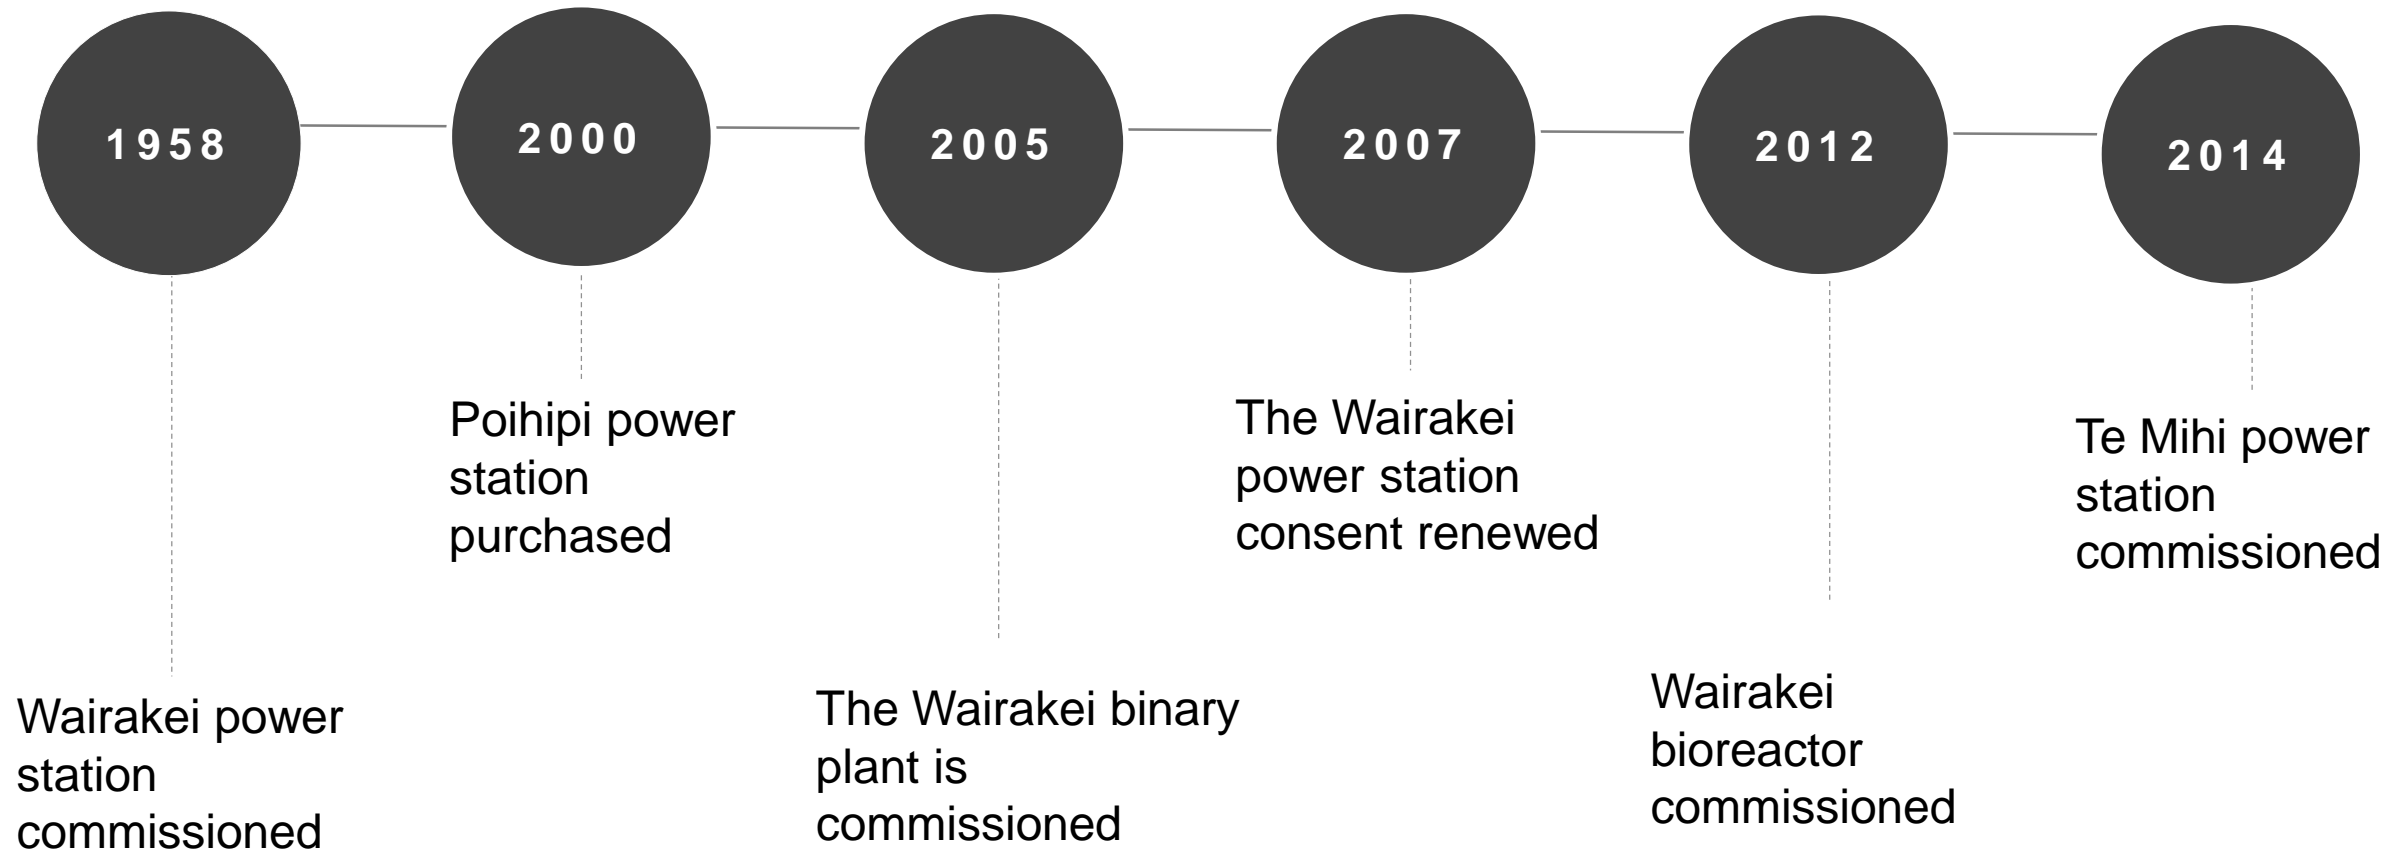 1958
2000
2005
2007
2012
2014
Wairakei power
station
commissioned
Poihipi power
station
purchased
The Wairakei binary
plant is
commissioned
The Wairakei
power station
consent renewed
Wairakei
bioreactor
commissioned
Te Mihi power
station
commissioned